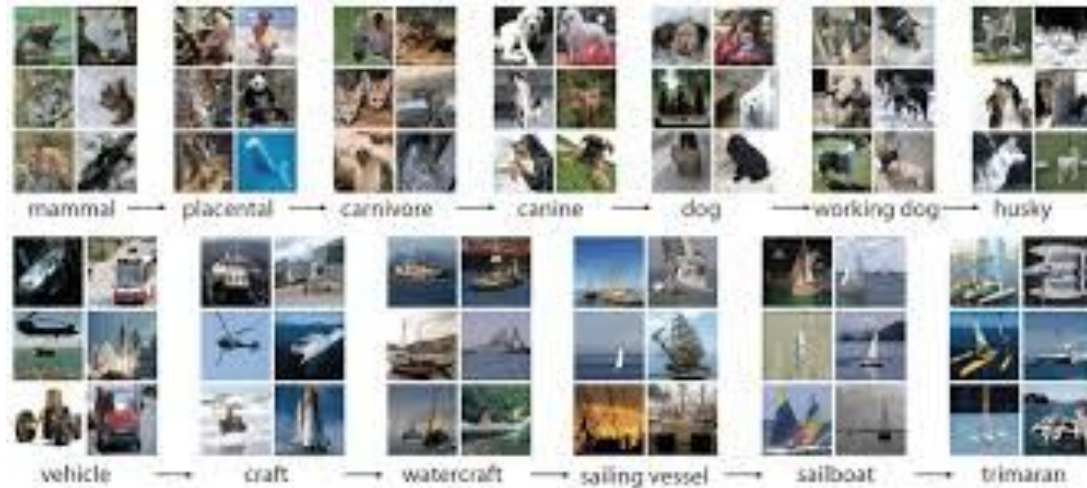 mammal → placental → carnivore → canine → dog → working dog → husky
vehicle → craft → watercraft → sailing vessel → sailboat → trimaran